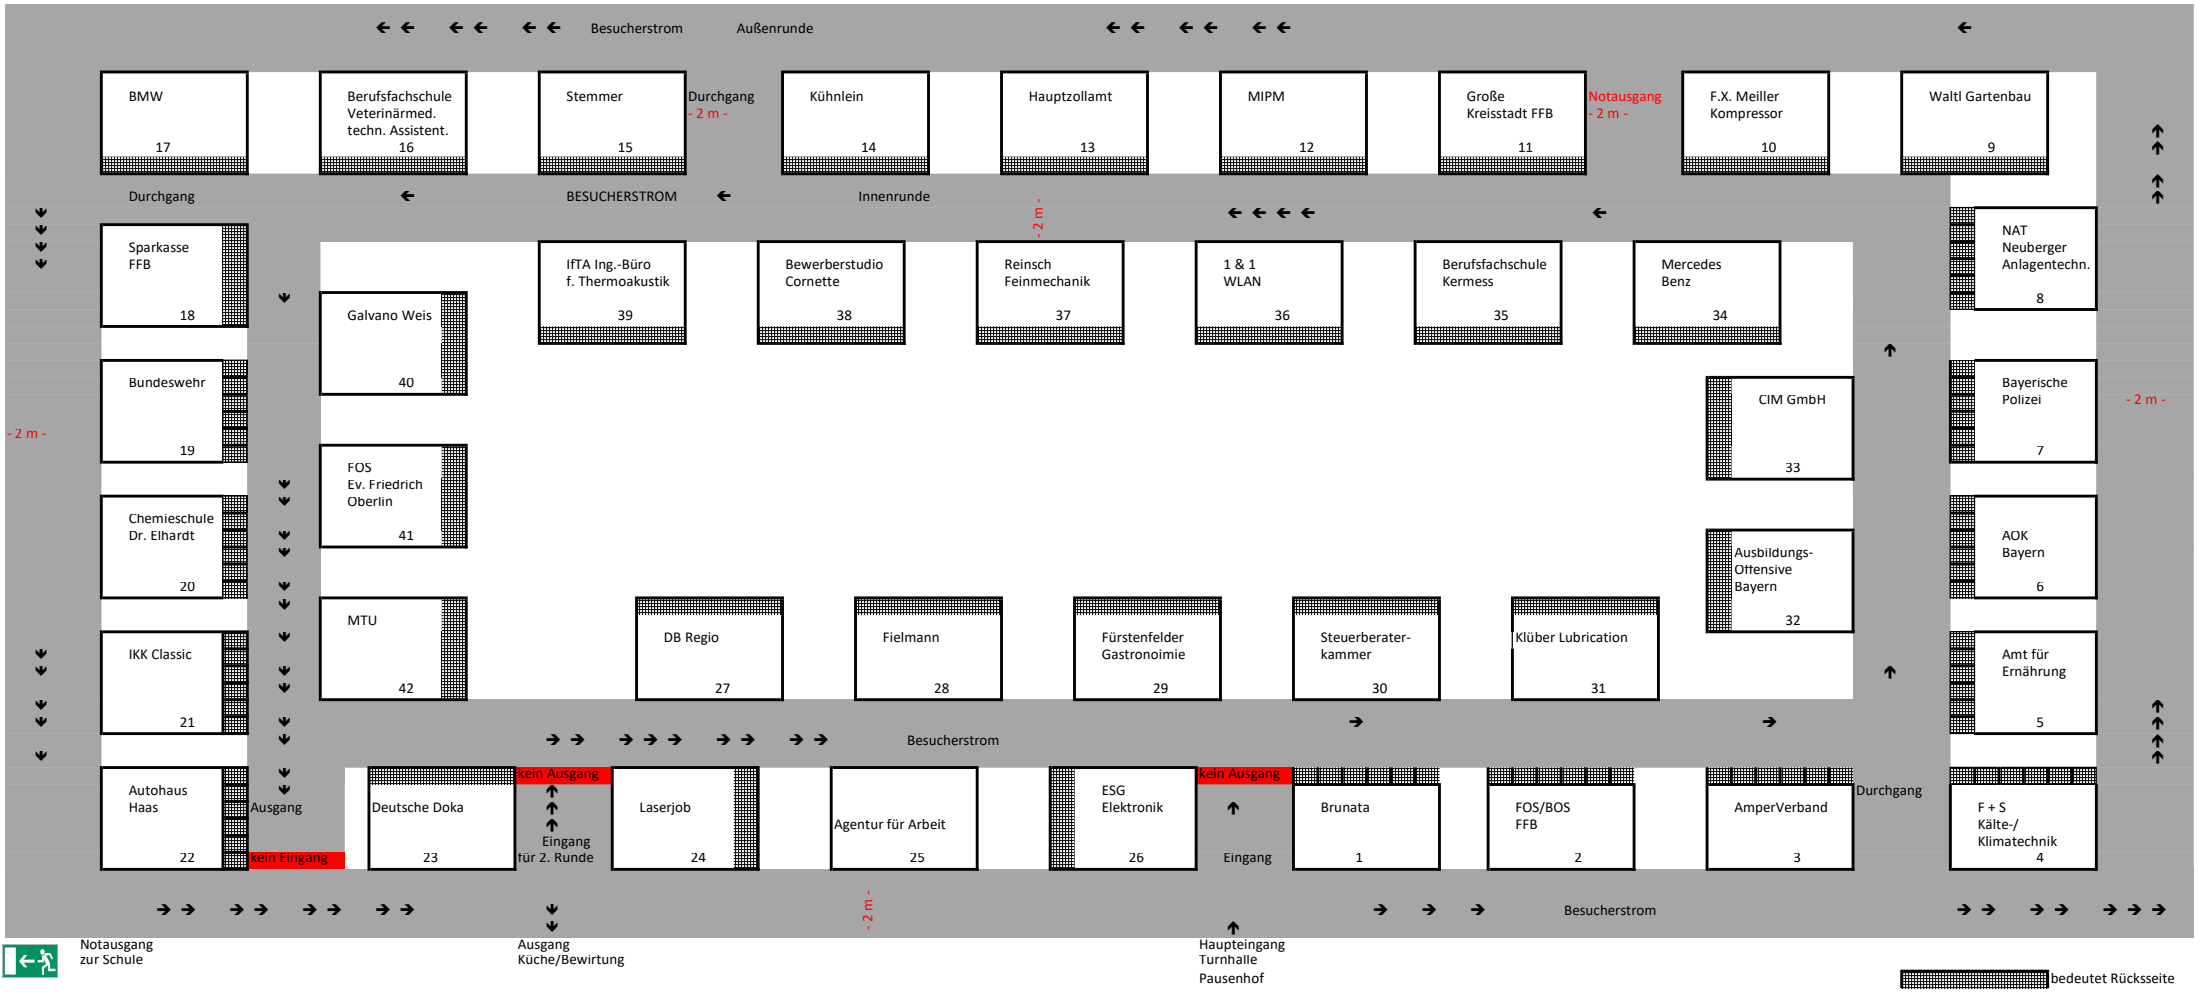 Besucherstrom Außenrunde
BMW
17
Berufsfachschule
Veterinärmed.
techn. Assistent.
16
Stemmer
15
Durchgang
- 2 m -
Kühnlein
14
Hauptzollamt
13
MIPM
12
Große
Kreisstadt FFB
11
Notausgang
- 2 m -
F.X. Meiller
Kompressor
10
Waltl Gartenbau
9
Durchgang
BESUCHERSTROM
Innenrunde
- 2 m -
Sparkasse
FFB
18
Galvano Weis
40
IfTA Ing.-Büro
f. Thermoakustik
39
Bewerberstudio
Cornette
38
Reinsch
Feinmechanik
37
1 & 1
WLAN
36
Berufsfachschule
Kermess
35
Mercedes
Benz
34
NAT
Neuberger
Anlagentechn.
8
Bundeswehr
19
- 2 m -
CIM GmbH
33
Bayerische
Polizei
7
- 2 m -
FOS
Ev. Friedrich
Oberlin
41
Chemieschule
Dr. Elhardt
20
Ausbildungs-
Offensive
Bayern
32
AOK
Bayern
6
MTU
42
IKK Classic
21
DB Regio
27
Fielmann
28
Fürstenfelder
Gastronoimie
29
Steuerberater-
kammer
30
Klüber Lubrication
31
Amt für
Ernährung
5
Besucherstrom
Autohaus
Haas
22
Ausgang
kein Eingang
Deutsche Doka
23
kein Ausgang
Eingang
für 2. Runde
Laserjob
24
Agentur für Arbeit
25
ESG
Elektronik
26
kein Ausgang
Eingang
Brunata
1
FOS/BOS
FFB
2
AmperVerband
3
Durchgang
F + S
Kälte-/
Klimatechnik
4
- 2 m -
Besucherstrom
Notausgang
zur Schule
Ausgang
Küche/Bewirtung
Haupteingang
Turnhalle
Pausenhof
bedeutet Rücksseite